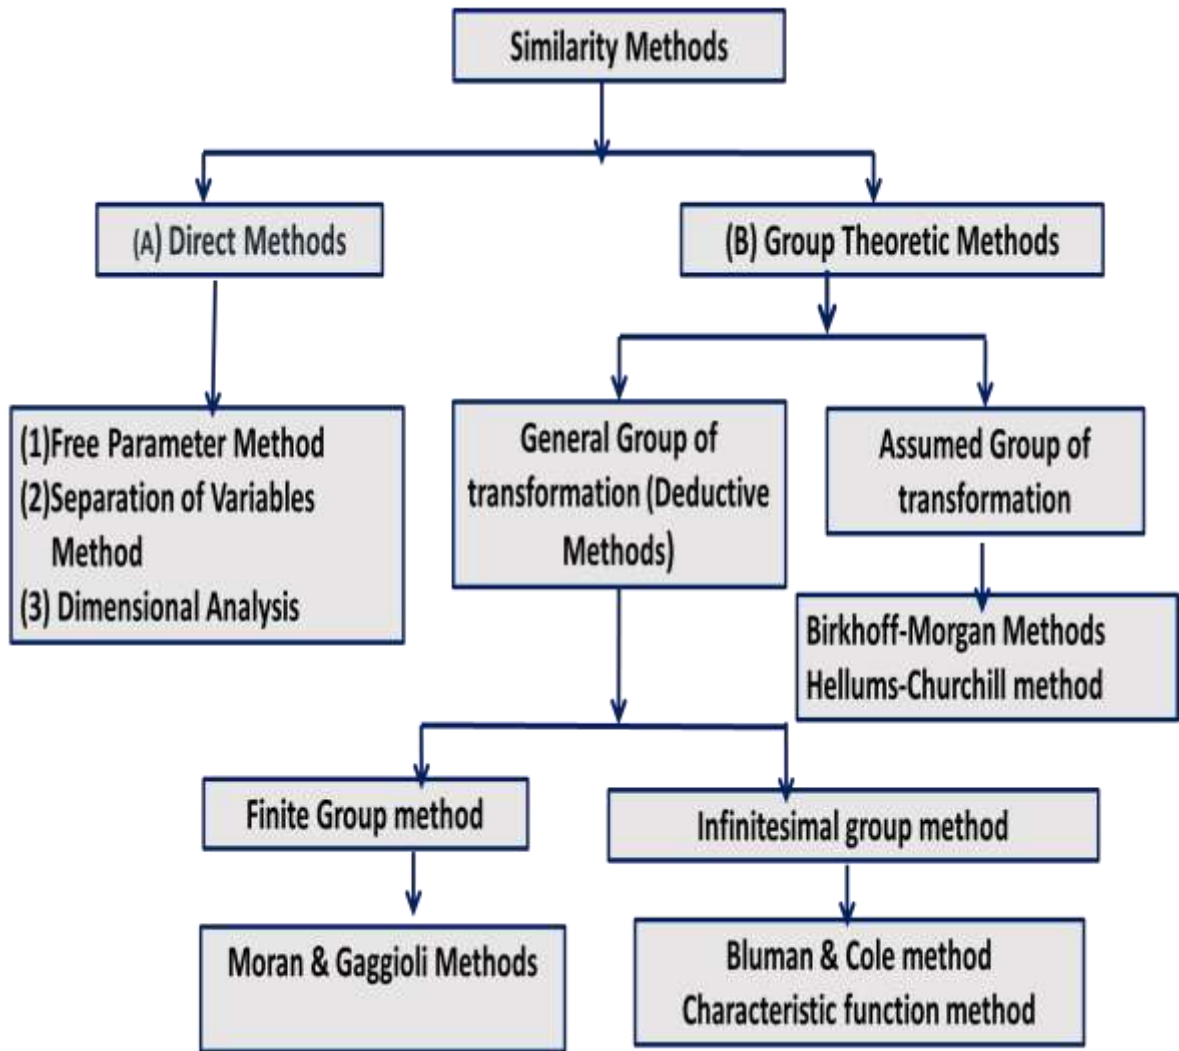 Similarity Methods
(A) Direct Methods
(B) Group Theoretic Methods
(1)Free Parameter Method
(2)Separation of Variables
Method
(3) Dimensional Analysis
General Group of
transformation (Deductive
Methods)
Assumed Group of
transformation
Birkhoff-Morgan Methods
Hellums-Churchill method
Finite Group method
Infinitesimal group method
Moran & Gaggioli Methods
Bluman & Cole method
Characteristic function method